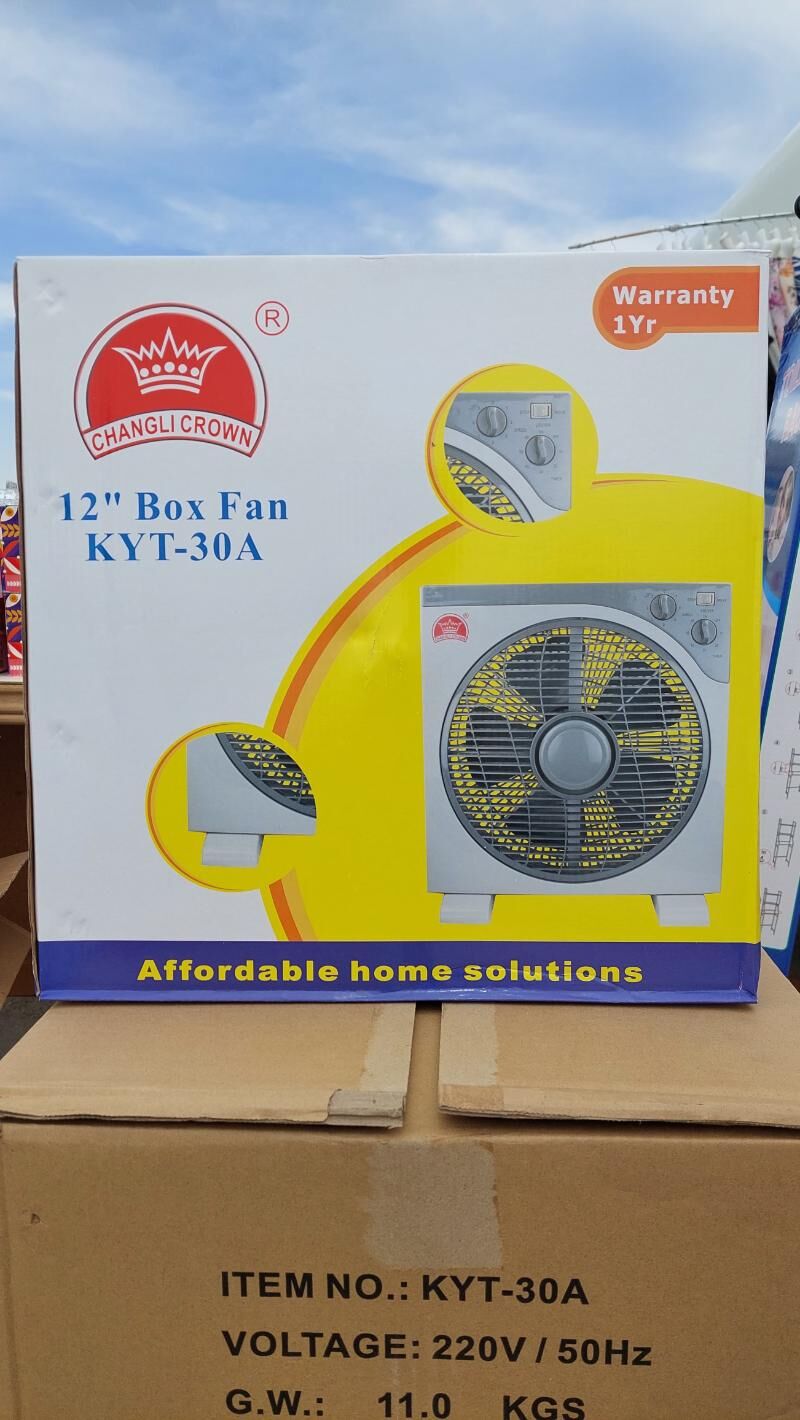 Warranty
1Yr
®
CHANGLI CROWN
12" Box Fan
KYT-30A
Affordable home solutions
ITEM NO.: KYT-30A
VOLTAGE: 220V / 50Hz
G.W.: 11.0 KGS